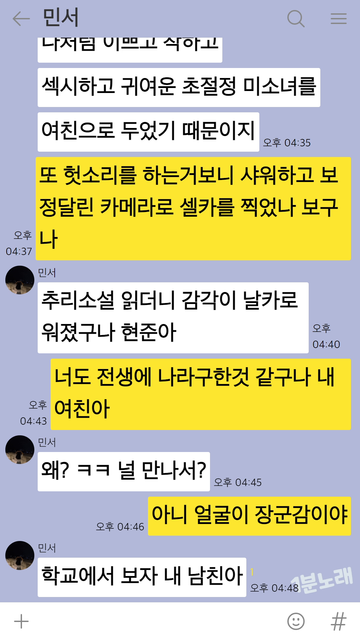 민서
나처럼 이쁘고 착하고
섹시하고 귀여운 초절정 미소녀를
여친으로 두었기 때문이지
오후 04:35
또 헛소리를 하는거보니 샤워하고 보
정달린 카메라로 셀카를 찍었나 보구
나
오후
04:37
민서
추리소설 읽더니 감각이 날카로
워졌구나 현준아
오후
04:40
너도 전생에 나라구한것 같구나 내
여친아
오후
04:43
민서
왜? ㅋㅋ 널 만나서?
오후 04:45
아니 얼굴이 장군감이야
오후 04:46
민서
학교에서 보자 내 남친아
오후 04:48
1분노래
#